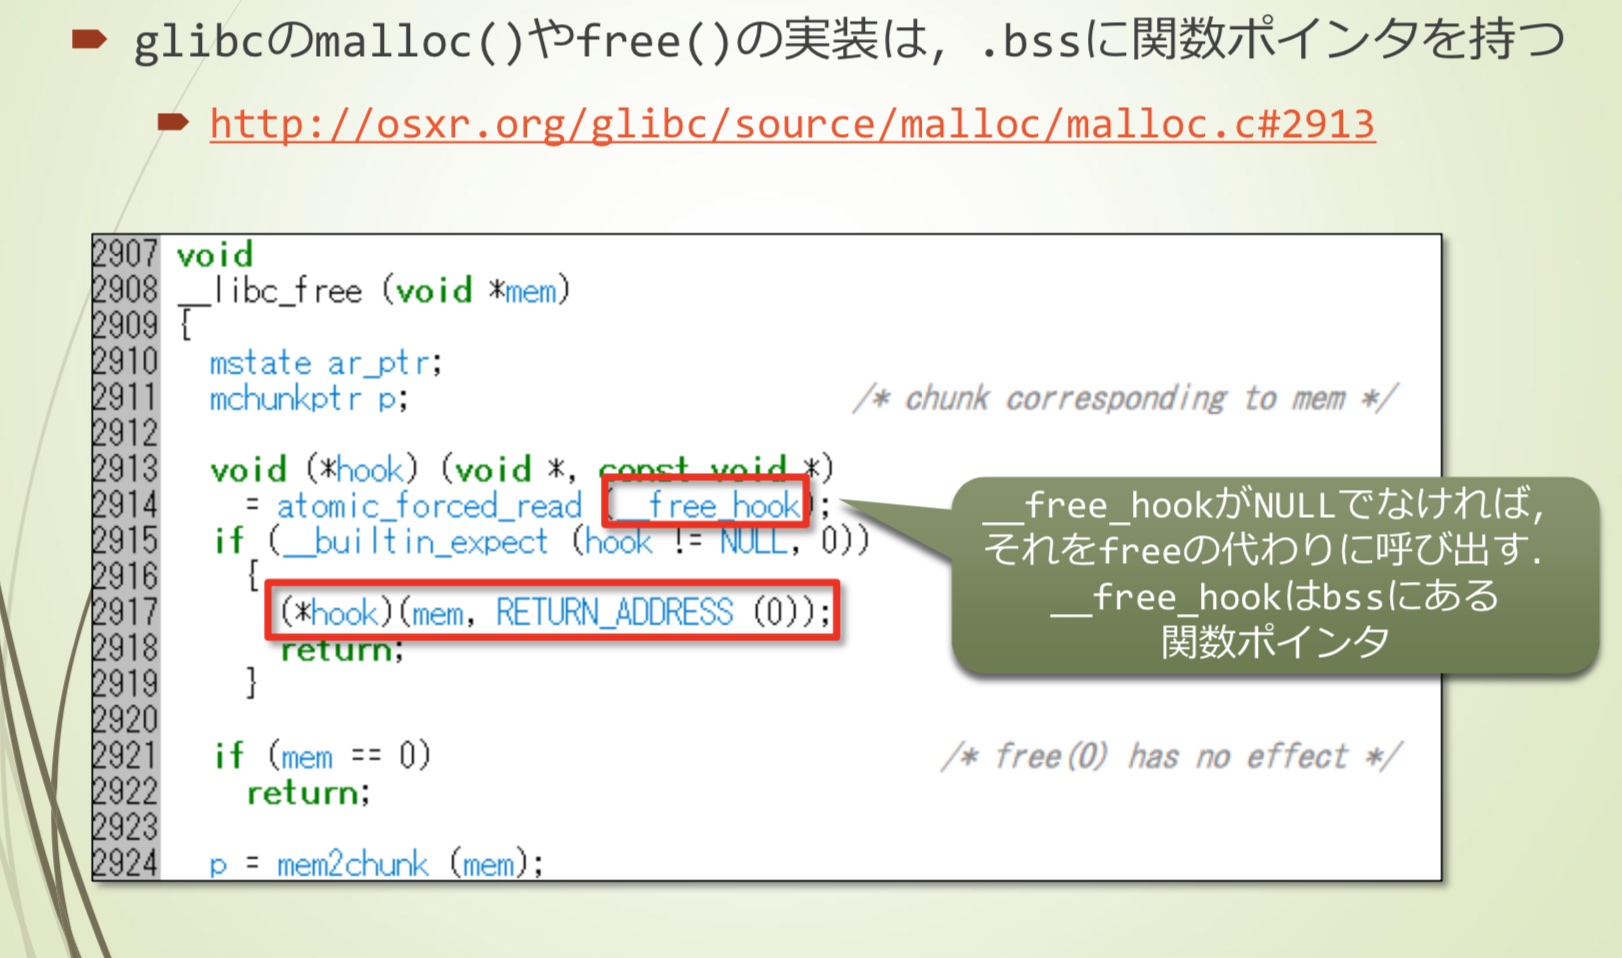 glibcのmalloc()やfree()の実装は, .bssに関数ポインタを持つ
http://osxr.org/glibc/source/malloc/malloc.c#2913
2907 void
2908 __libc_free (void *mem)
2909 {
2910 mstate ar_ptr;
2911 mchunkptr p; /* chunk corresponding to mem */
2912
2913 void (*hook) (void *, const void *)
2914 = atomic_forced_read (__free_hook);
2915 if (__builtin_expect (hook != NULL, 0))
2916 {
2917 (*hook)(mem, RETURN_ADDRESS (0));
2918 return;
2919 }
2920
2921 if (mem == 0) /* free(0) has no effect */
2922 return;
2923
2924 p = mem2chunk (mem);
__free_hookがNULLでなければ,
それをfreeの代わりに呼び出す.
__free_hookはbssにある
関数ポインタ